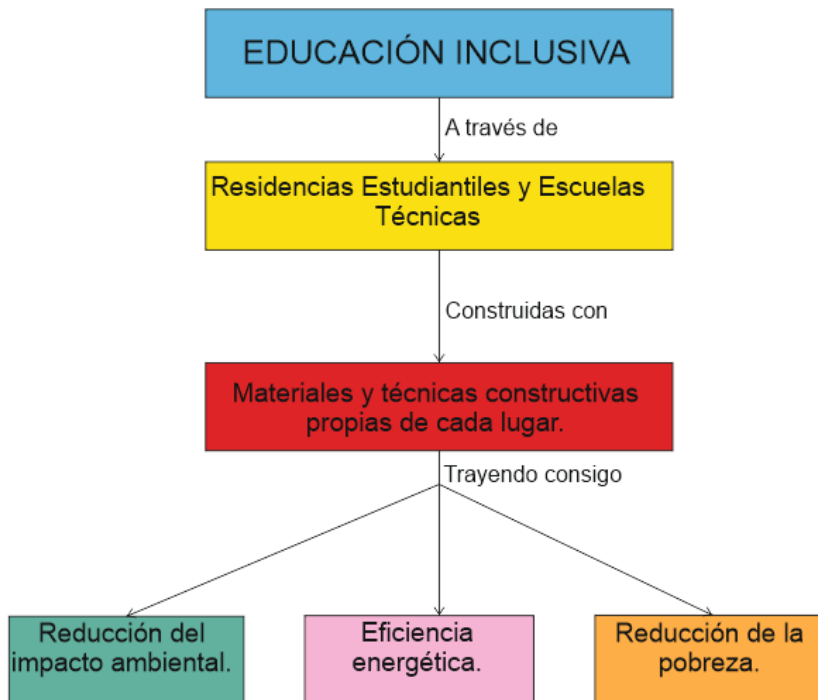 EDUCACIÓN INCLUSIVA
A través de
Residencias Estudiantiles y Escuelas
Técnicas
Construidas con
Materiales y técnicas constructivas
propias de cada lugar.
Trayendo consigo
Reducción del
impacto ambiental.
Eficiencia
energética.
Reducción de la
pobreza.